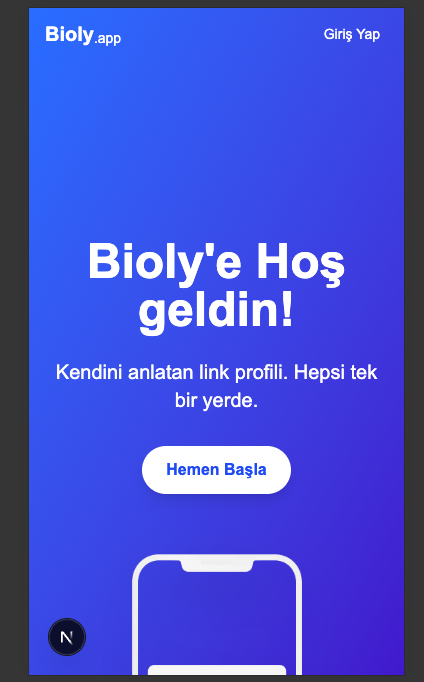 Bioly.app
Giriş Yap
Bioly'e Hoş
geldin!
Kendini anlatan link profili. Hepsi tek
bir yerde.
Hemen Başla
N